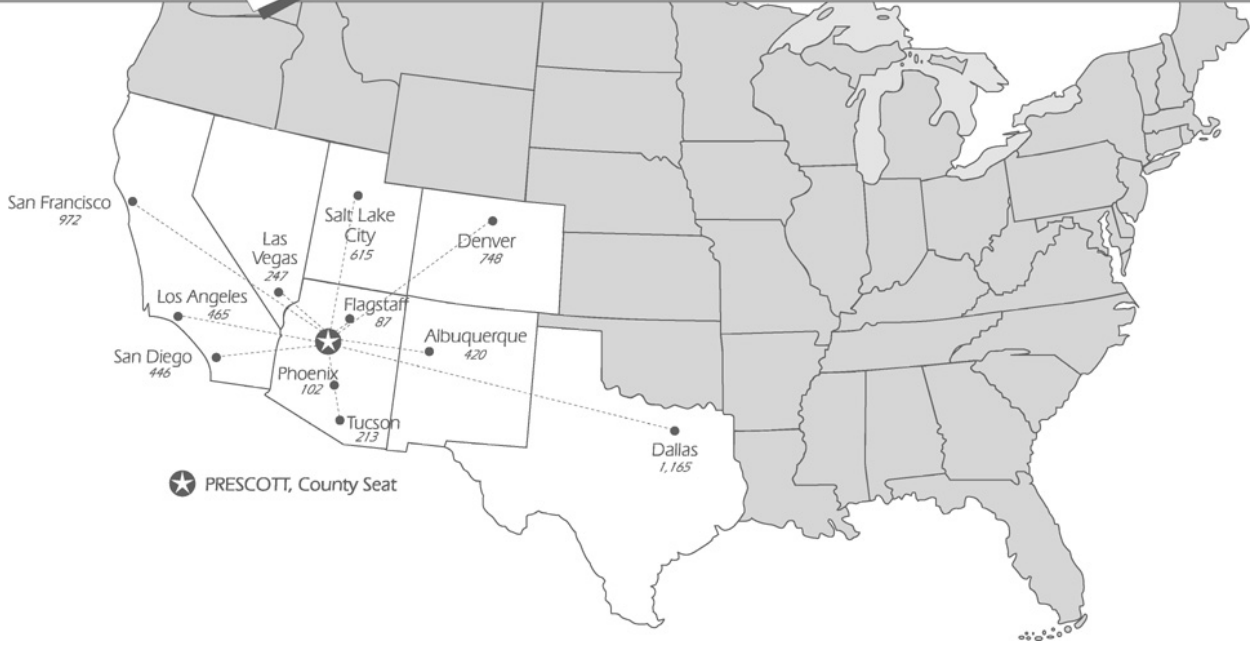 San Francisco
972
Salt Lake
City
615
Denver
748
Las
Vegas
247
Los Angeles
465
Flagstaff
87
Albuquerque
420
San Diego
446
Phoenix
102
Tucson
213
Dallas
1,165
PRESCOTT, County Seat